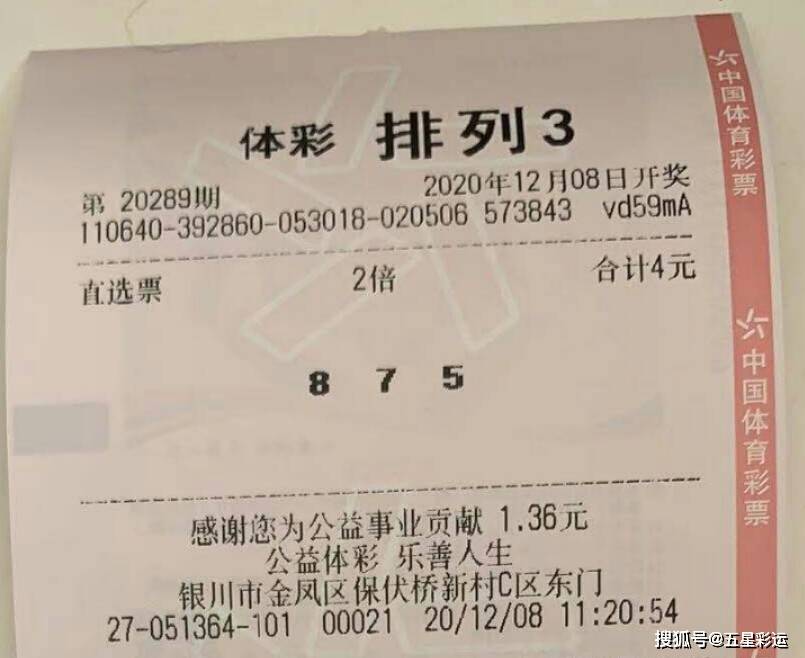 体彩 排列3
第 20289期 2020年12月08日开奖
110640-392860-053018-020506 573843 vd59mA
直选票 2倍 合计4元
8 7 5
感谢您为公益事业贡献 1.36元
公益体彩 乐善人生
银川市金凤区保伏桥新村C区东门
27-051364-101 00021 20/12/08 11:20:54
中国体育彩票
中国体育彩票
搜狐号@五星彩运